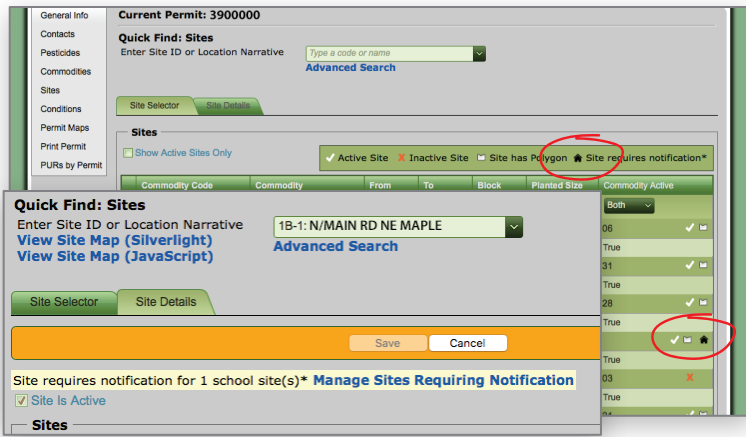 General Info
Contacts
Pesticides
Commodities
Sites
Conditions
Permit Maps
Print Permit
PURs by Permit
Current Permit: 3900000
Quick Find: Sites
Enter Site ID or Location Narrative
Type a code or name
Advanced Search
Site Selector
Site Details
Sites
Show Active Sites Only
Active Site
Inactive Site
Site has Polygon
Site requires notification*
Commodity Code
Commodity
From
To
Block
Planted Size
Commodity Active
Both
06
True
31
True
28
True
True
03
True
Quick Find: Sites
Enter Site ID or Location Narrative
1B-1: N/MAIN RD NE MAPLE
View Site Map (Silverlight)
Advanced Search
View Site Map (JavaScript)
Site Selector
Site Details
Save
Cancel
Site requires notification for 1 school site(s)* Manage Sites Requiring Notification
Site Is Active
Sites